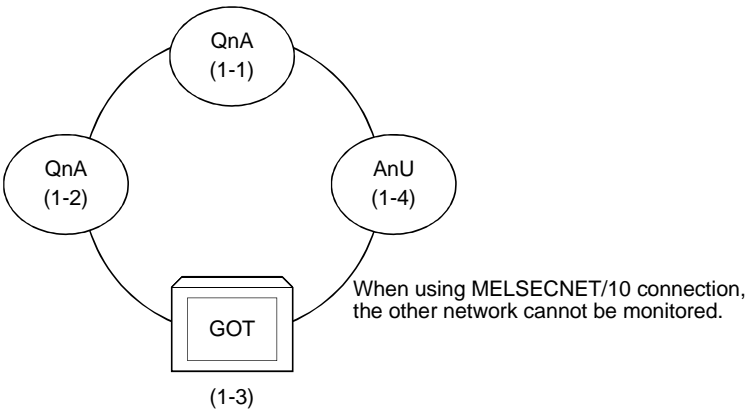 QnA
(1-1)
QnA
(1-2)
AnU
(1-4)
When using MELSECNET/10 connection,
the other network cannot be monitored.
GOT
(1-3)